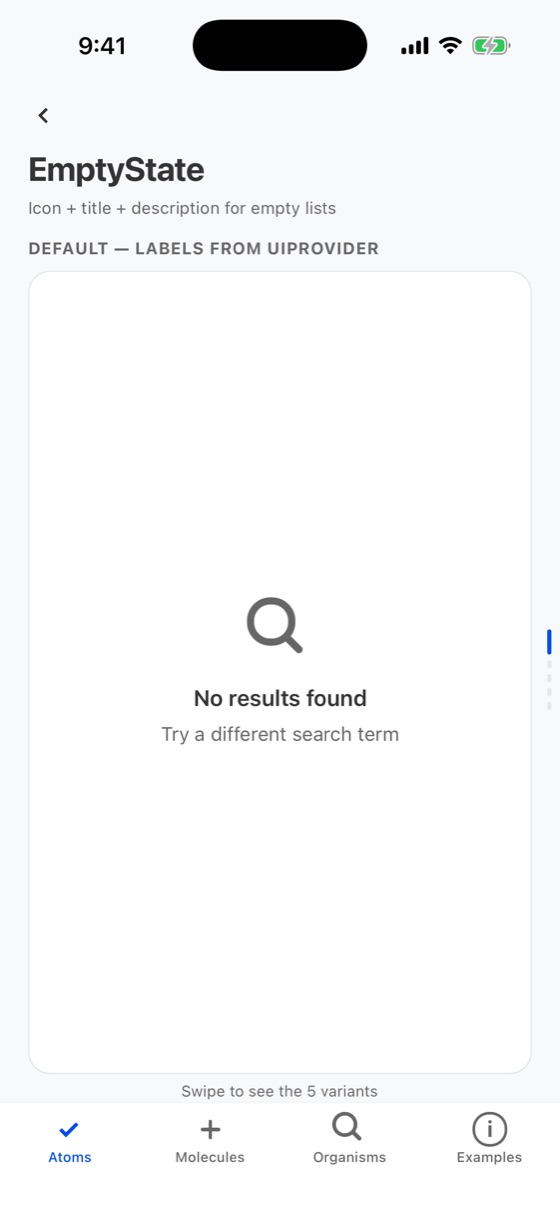 9:41
EmptyState
Icon + title + description for empty lists
DEFAULT — LABELS FROM UIPROVIDER
No results found
Try a different search term
Swipe to see the 5 variants
Atoms
Molecules
Organisms
Examples